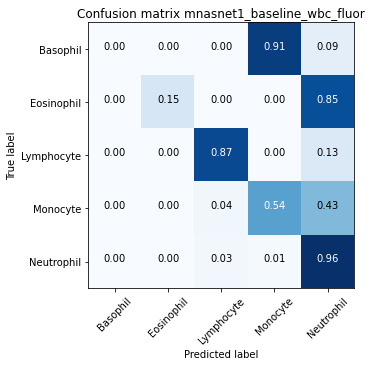 Confusion matrix mnasnet1_baseline_wbc_fluor
True label
Basophil 0.00 0.00 0.00 0.91 0.09
Eosinophil 0.00 0.15 0.00 0.00 0.85
Lymphocyte 0.00 0.00 0.87 0.00 0.13
Monocyte 0.00 0.00 0.04 0.54 0.43
Neutrophil 0.00 0.00 0.03 0.01 0.96
Basophil Eosinophil Lymphocyte Monocyte Neutrophil
Predicted label